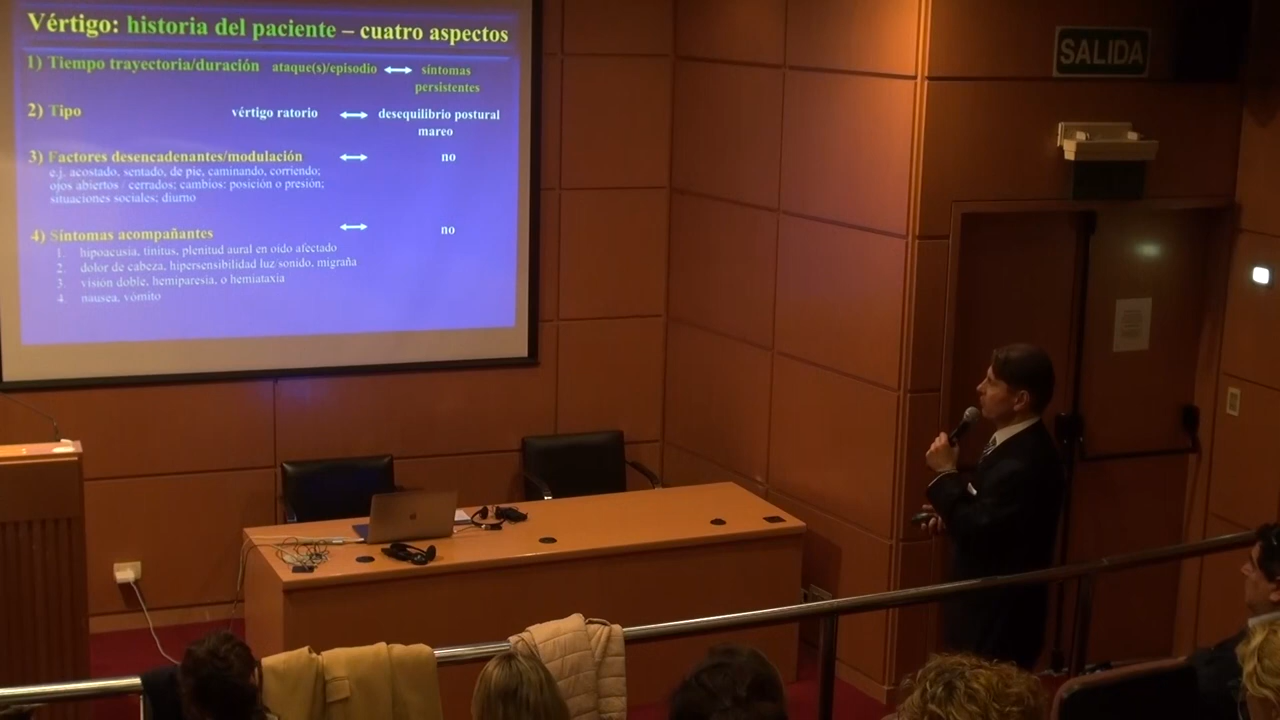 Vértigo: historia del paciente – cuatro aspectos
1) Tiempo trayectoria/duración ataque(s)/episodio ⟷ síntomas
persistentes
2) Tipo vértigo ratorio ⟷ desequilibrio postural
mareo
3) Factores desencadenantes/modulación ⟷ no
e.j. acostado, sentado, de pie, caminando, corriendo;
ojos abiertos / cerrados; cambios: posición o presión;
situaciones sociales; diurno
4) Síntomas acompañantes ⟷ no
1. hipoacusia, tinitus, plenitud aural en oído afectado
2. dolor de cabeza, hipersensibilidad luz/sonido, migraña
3. visión doble, hemiparesia, o hemiataxia
4. nausea, vómito
SALIDA